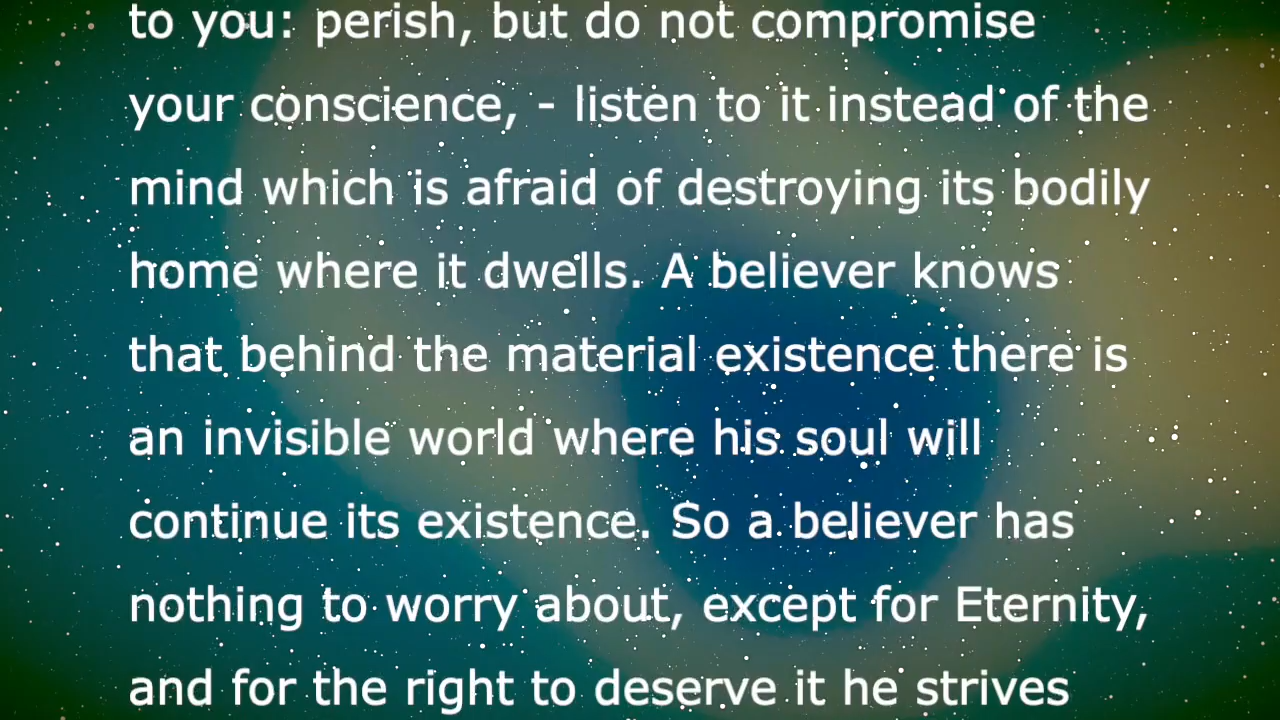 to you: perish, but do not compromise
your conscience, - listen to it instead of the
mind which is afraid of destroying its bodily
home where it dwells. A believer knows
that behind the material existence there is
an invisible world where his soul will
continue its existence. So a believer has
nothing to worry about, except for Eternity,
and for the right to deserve it he strives